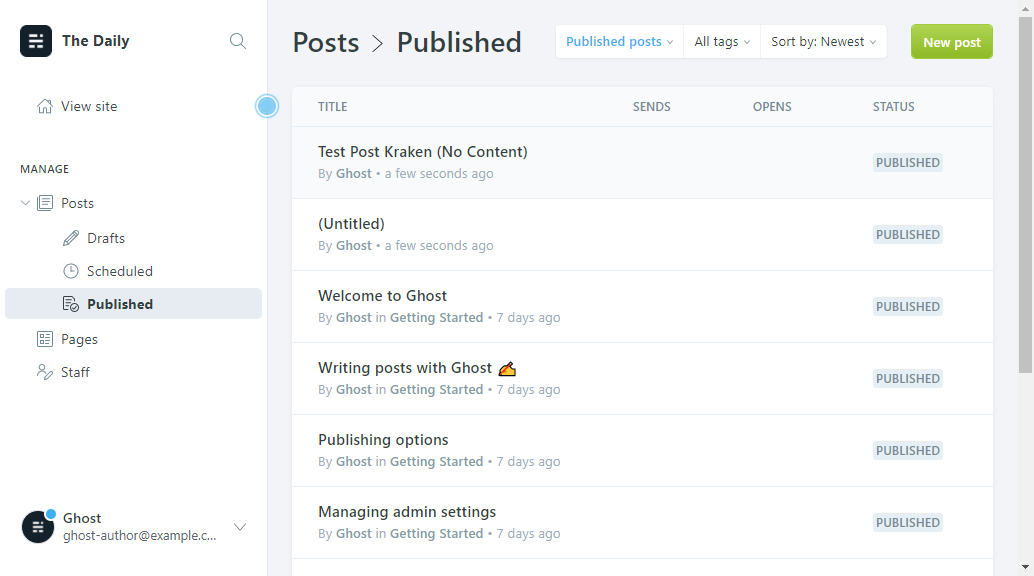 The Daily
View site
MANAGE
Posts
Drafts
Scheduled
Published
Pages
Staff
Ghost
ghost-author@example.c...
Posts > Published
Published posts
All tags
Sort by: Newest
New post
TITLE SENDS OPENS STATUS
Test Post Kraken (No Content)
By Ghost • a few seconds ago
PUBLISHED
(Untitled)
By Ghost • a few seconds ago
PUBLISHED
Welcome to Ghost
By Ghost in Getting Started • 7 days ago
PUBLISHED
Writing posts with Ghost ✍️
By Ghost in Getting Started • 7 days ago
PUBLISHED
Publishing options
By Ghost in Getting Started • 7 days ago
PUBLISHED
Managing admin settings
By Ghost in Getting Started • 7 days ago
PUBLISHED